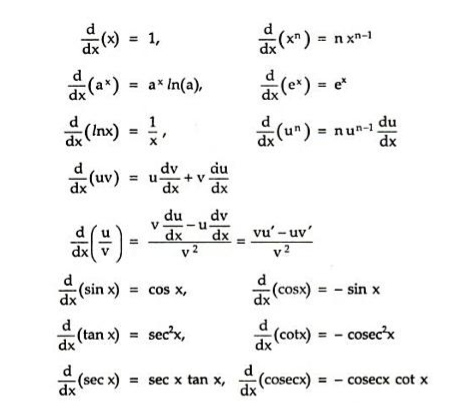 d/dx(x) = 1, d/dx(xⁿ) = n xⁿ⁻¹
d/dx(aˣ) = aˣ ln(a), d/dx(eˣ) = eˣ
d/dx(lnx) = 1/x, d/dx(uⁿ) = nuⁿ⁻¹ du/dx
d/dx(uv) = u dv/dx + v du/dx
d/dx(u/v) = (v du/dx − u dv/dx)/v² = (vu′ − uv′)/v²
d/dx(sin x) = cos x, d/dx(cosx) = − sin x
d/dx(tan x) = sec²x, d/dx(cotx) = − cosec²x
d/dx(sec x) = sec x tan x, d/dx(cosecx) = − cosecx cot x